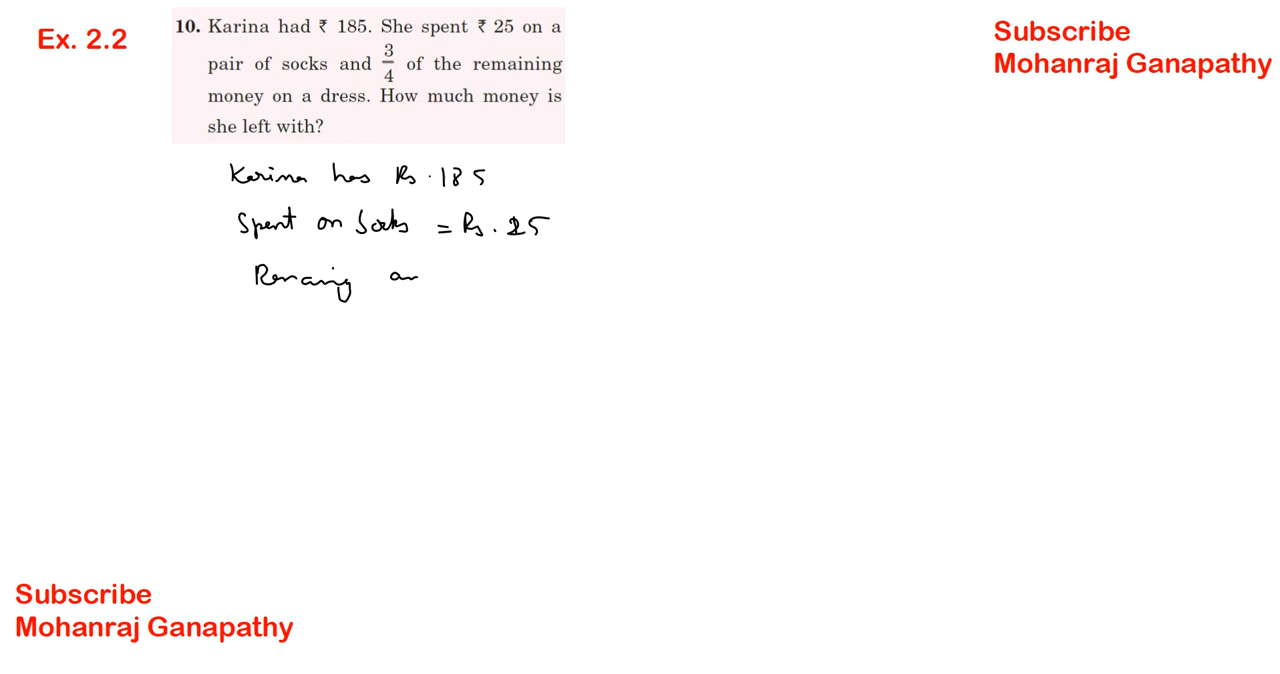 Ex. 2.2
10. Karina had ₹ 185. She spent ₹ 25 on a
pair of socks and 3/4 of the remaining
money on a dress. How much money is
she left with?
Subscribe
Mohanraj Ganapathy
Karina has Rs. 185
Spent on Socks = Rs. 25
Subscribe
Mohanraj Ganapathy